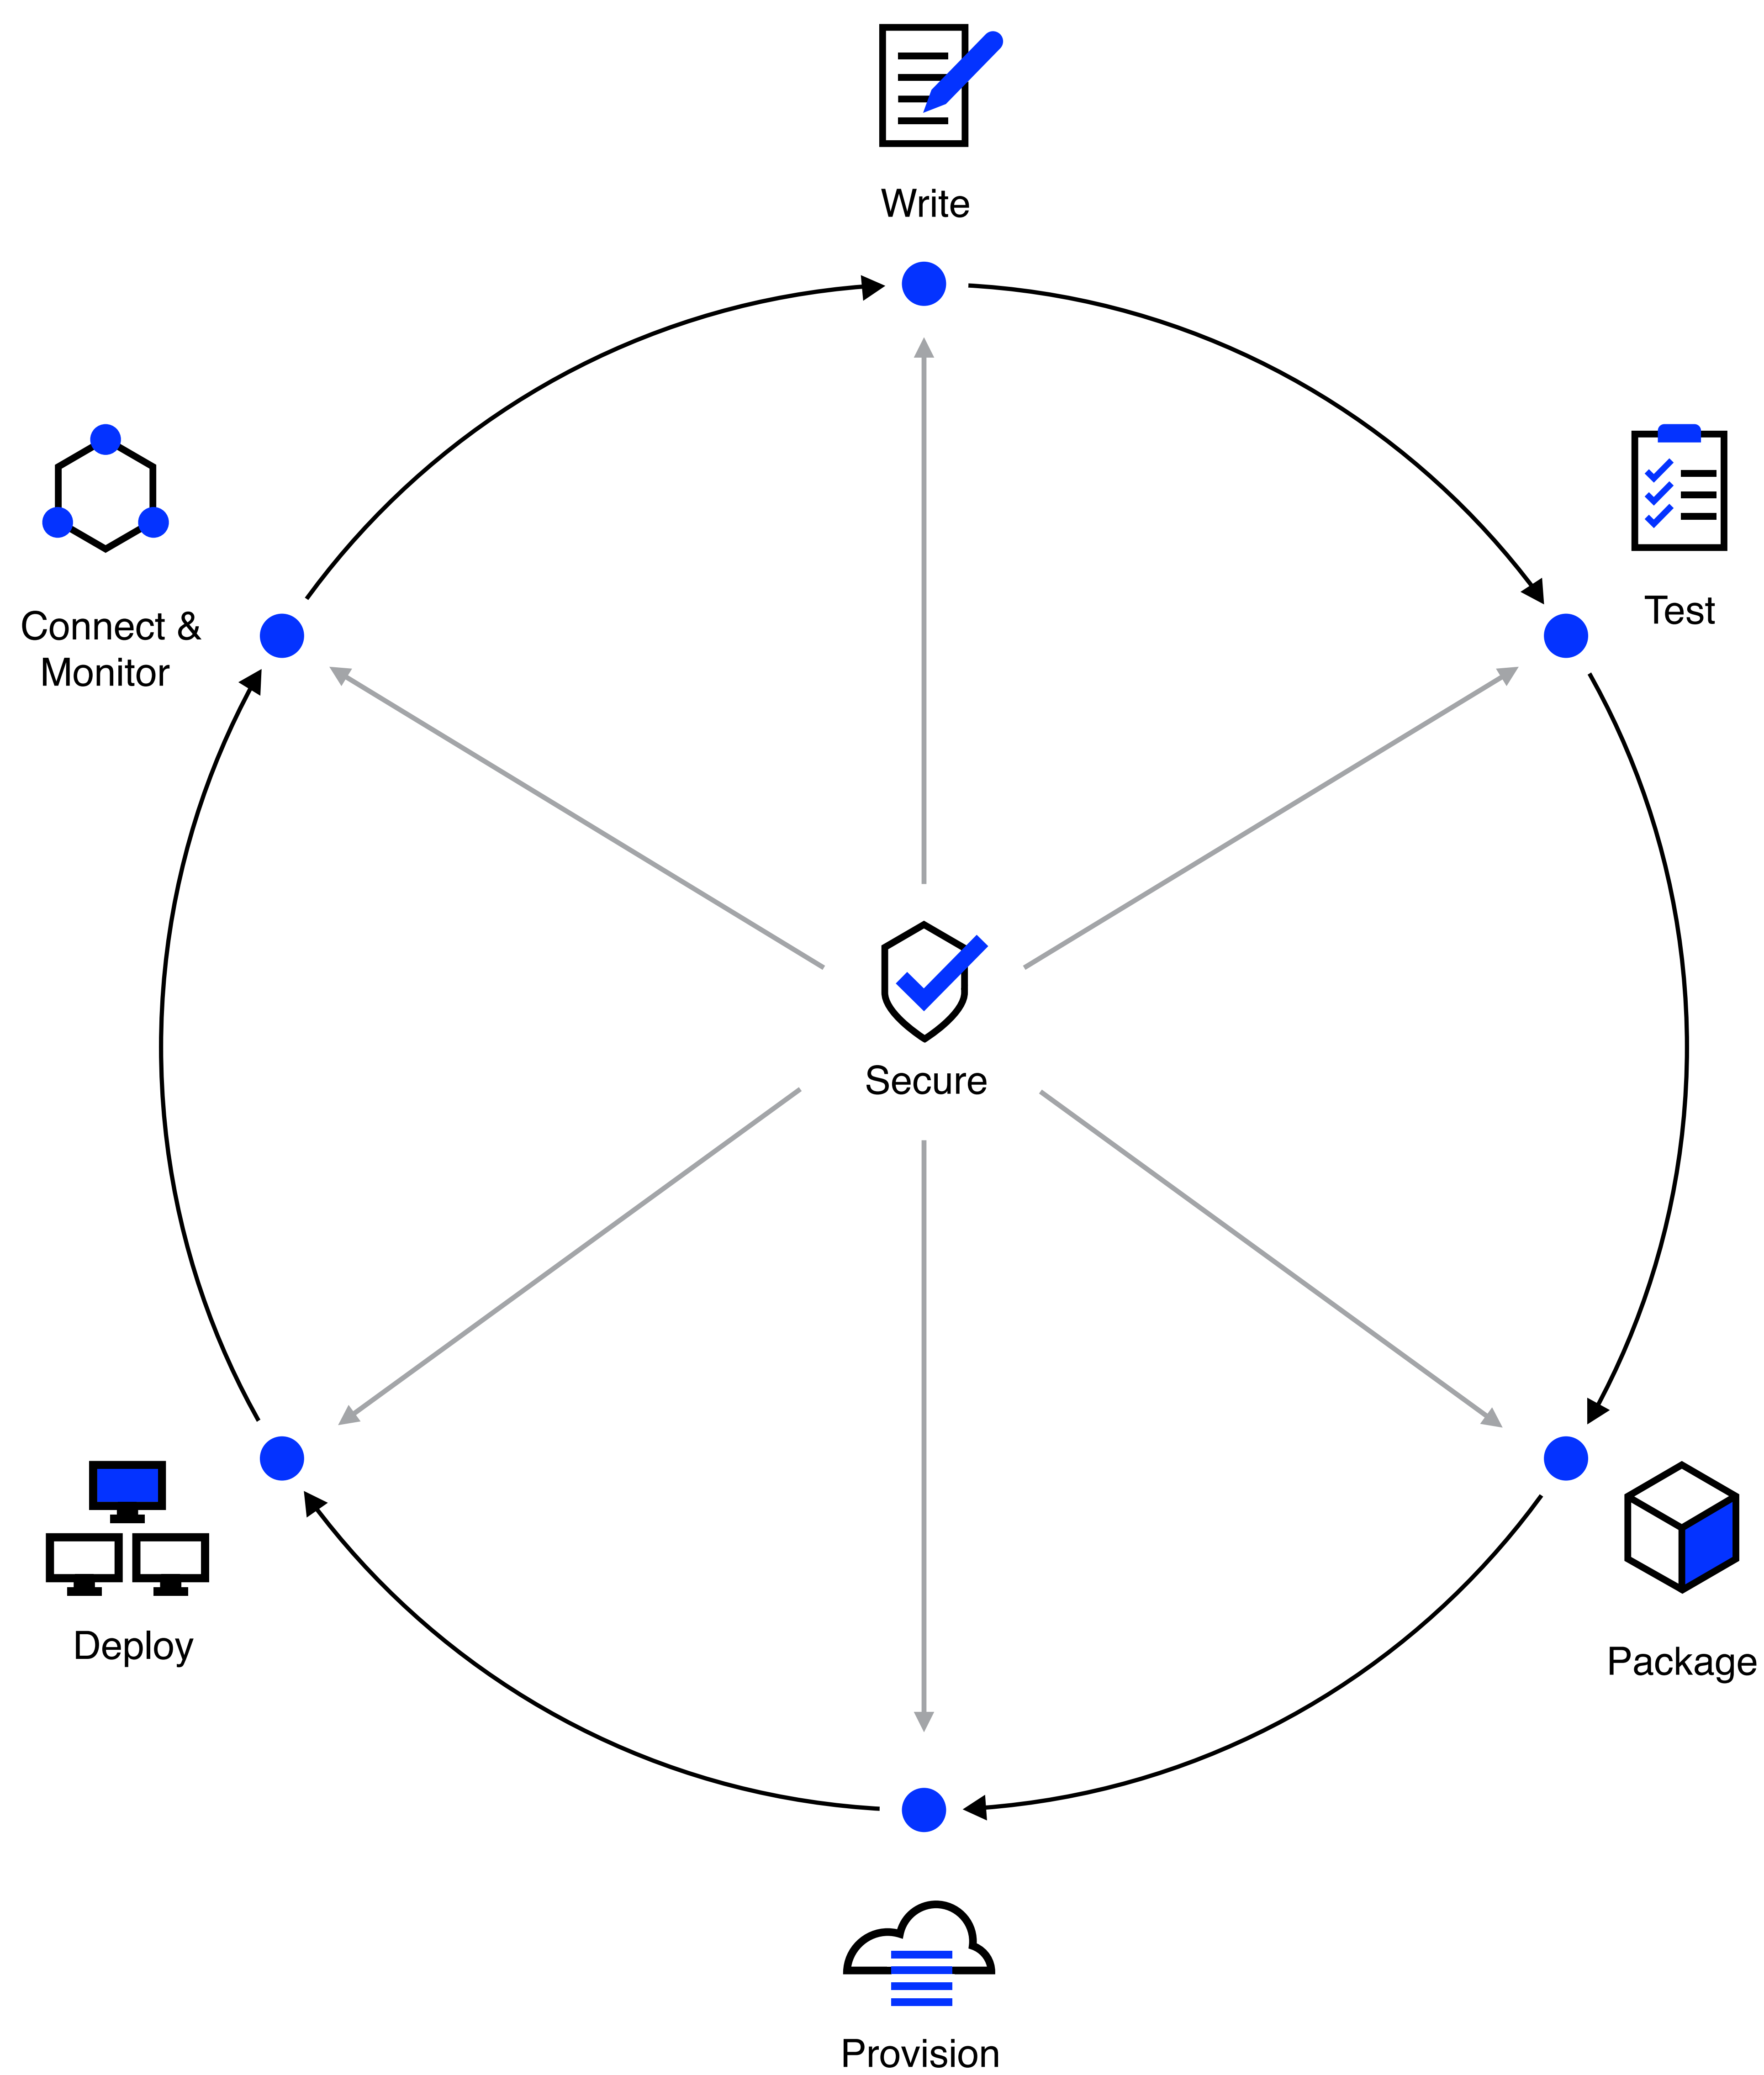 Write
Test
Connect &
Monitor
Secure
Deploy
Package
Provision